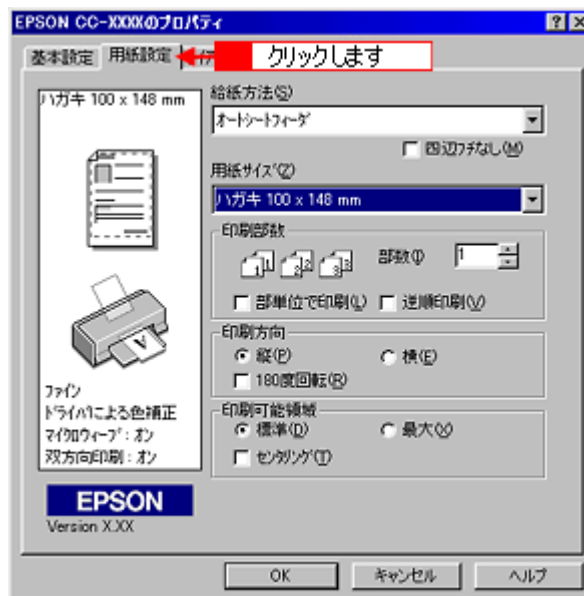 EPSON CC-XXXXのプロパティ
基本設定 用紙設定 クリックします
ハガキ 100 x 148 mm
給紙方法(S)
オートシートフィーダ
四辺フチなし(M)
用紙サイズ(Z)
ハガキ 100 x 148 mm
印刷部数
部数(I) 1
部単位で印刷(L) 逆順印刷(V)
印刷方向
縦(P) 横(E)
180度回転(R)
印刷可能領域
標準(D) 最大(X)
センタリング(T)
ファイン
ドライバによる色補正
マイクロウィーブ：オン
双方向印刷：オン
EPSON
Version X.XX
OK キャンセル ヘルプ